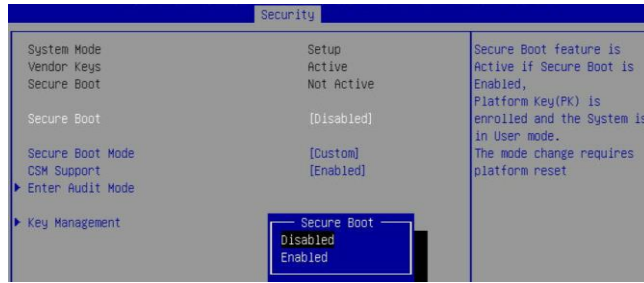 Security
System Mode Setup
Vendor Keys Active
Secure Boot Not Active
Secure Boot [Disabled]
Secure Boot Mode [Custom]
CSM Support [Enabled]
Enter Audit Mode
Key Management
Secure Boot
Disabled
Enabled
Secure Boot feature is
Active if Secure Boot is
Enabled,
Platform Key(PK) is
enrolled and the System is
in User mode.
The mode change requires
platform reset